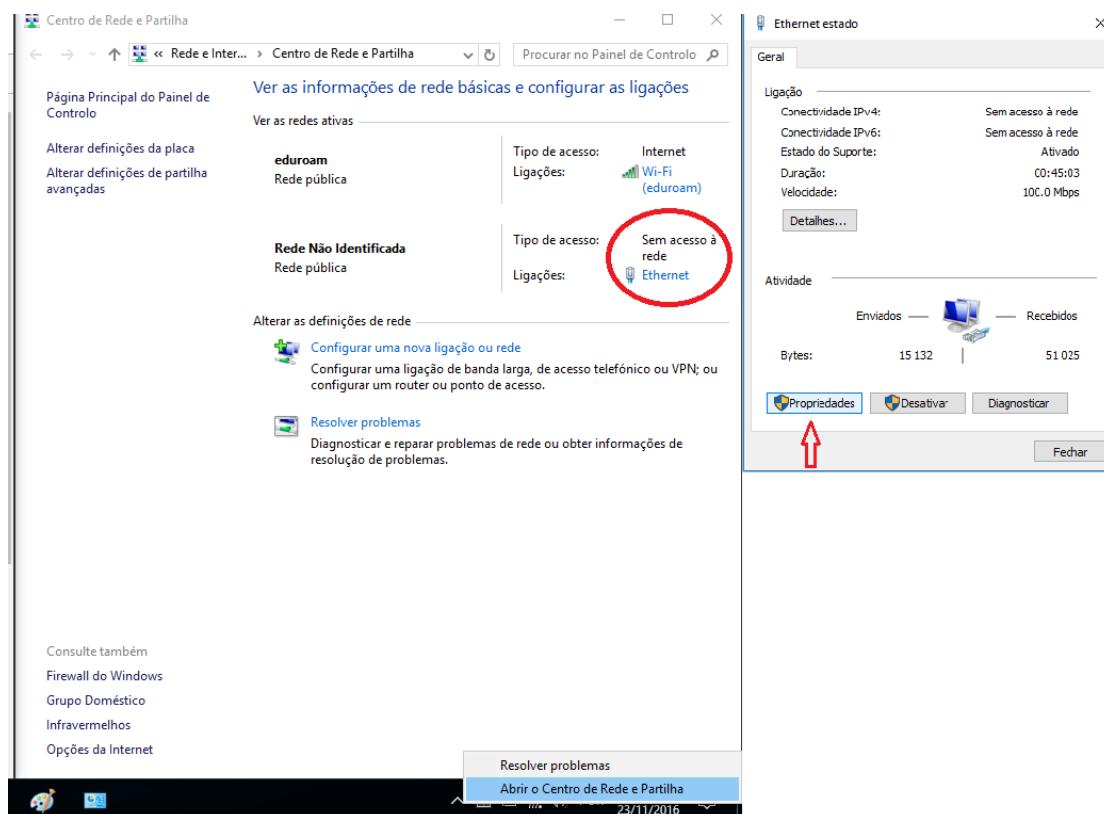 Centro de Rede e Partilha
« Rede e Inter... > Centro de Rede e Partilha
Procurar no Painel de Controlo
Página Principal do Painel de
Controlo
Alterar definições da placa
Alterar definições de partilha
avançadas
Ver as informações de rede básicas e configurar as ligações
Ver as redes ativas
eduroam
Rede pública
Tipo de acesso: Internet
Ligações: Wi-Fi
(eduroam)
Rede Não Identificada
Rede pública
Tipo de acesso: Sem acesso à
rede
Ligações: Ethernet
Alterar as definições de rede
Configurar uma nova ligação ou rede
Configurar uma ligação de banda larga, de acesso telefónico ou VPN; ou
configurar um router ou ponto de acesso.
Resolver problemas
Diagnosticar e reparar problemas de rede ou obter informações de
resolução de problemas.
Consulte também
Firewall do Windows
Grupo Doméstico
Infravermelhos
Opções da Internet
Resolver problemas
Abrir o Centro de Rede e Partilha
23/11/2016
Ethernet estado
Geral
Ligação
Conectividade IPv4: Sem acesso à rede
Conectividade IPv6: Sem acesso à rede
Estado do Suporte: Ativado
Duração: 00:45:03
Velocidade: 100.0 Mbps
Detalhes...
Atividade
Enviados — — Recebidos
Bytes: 15 132 51 025
Propriedades Desativar Diagnosticar
Fechar